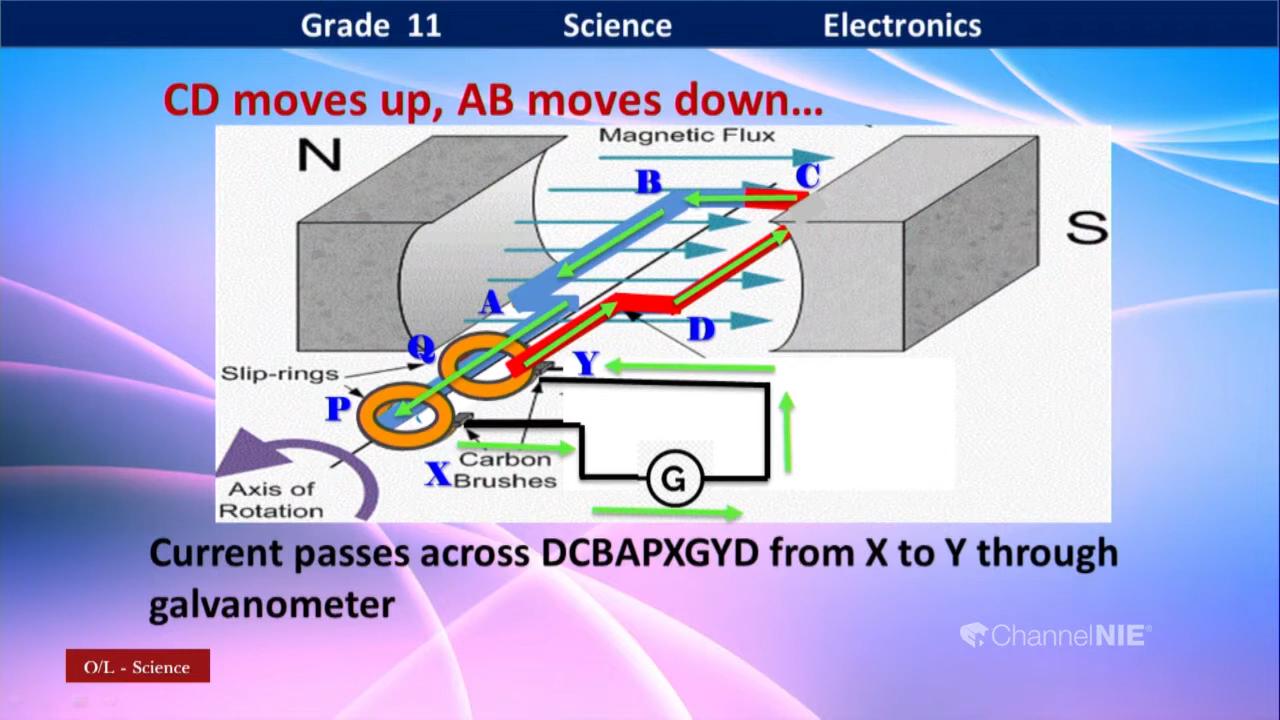 Grade 11 Science Electronics
CD moves up, AB moves down...
Magnetic Flux
N
B
C
S
A
D
Q
Y
Slip-rings
P
X
Carbon
Brushes
G
Axis of
Rotation
Current passes across DCBAPXGYD from X to Y through
galvanometer
ChannelNIE®
O/L - Science